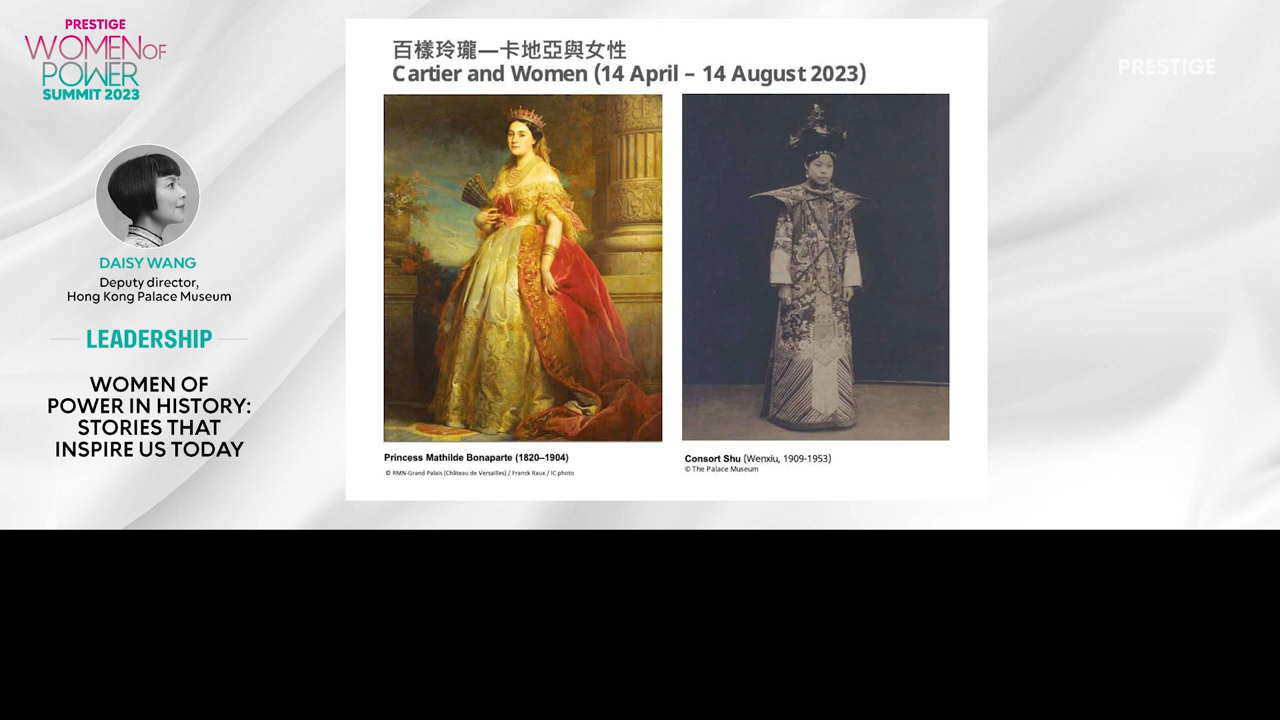 PRESTIGE
WOMEN OF
POWER
SUMMIT 2023
DAISY WANG
Deputy director,
Hong Kong Palace Museum
LEADERSHIP
WOMEN OF
POWER IN HISTORY:
STORIES THAT
INSPIRE US TODAY
百樣玲瓏—卡地亞與女性
Cartier and Women (14 April – 14 August 2023)
Princess Mathilde Bonaparte (1820–1904)
© RMN-Grand Palais (Château de Versailles) / Franck Raux / IC photo
Consort Shu (Wenxiu, 1909-1953)
© The Palace Museum
PRESTIGE